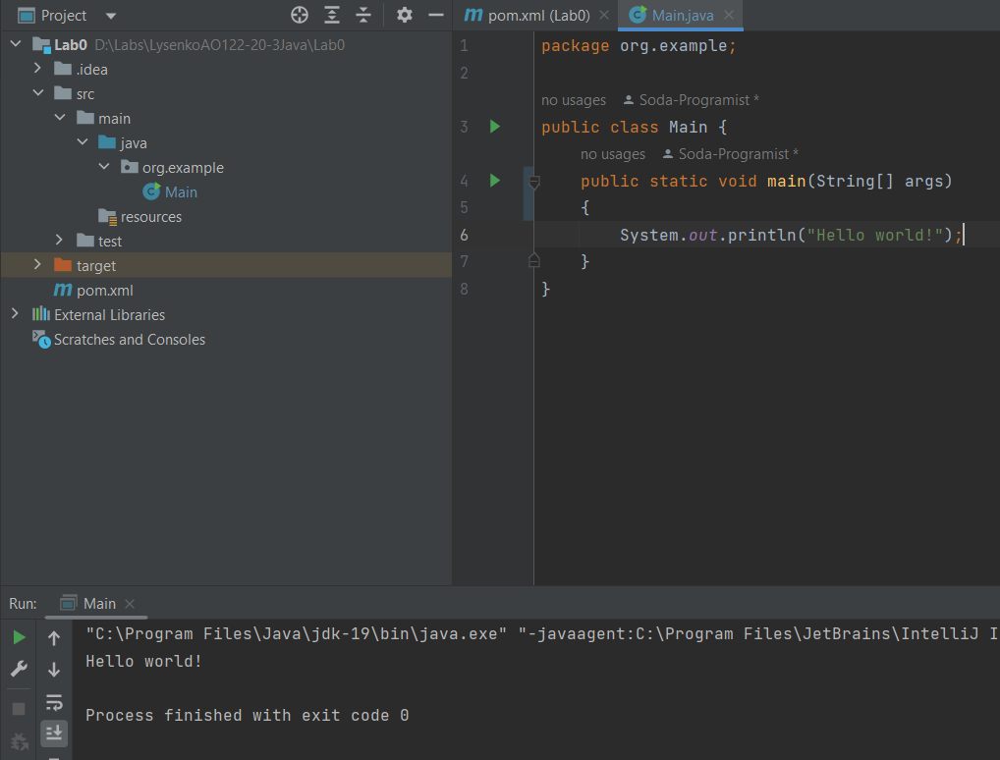 Project
Lab0 D:\Labs\LysenkoAO122-20-3Java\Lab0
.idea
src
main
java
org.example
Main
resources
test
target
pom.xml
External Libraries
Scratches and Consoles
pom.xml (Lab0)
Main.java
1 package org.example;
2
no usages Soda-Programist *
3 public class Main {
no usages Soda-Programist *
4 public static void main(String[] args)
5 {
6 System.out.println("Hello world!");
7 }
8 }
Run: Main
"C:\Program Files\Java\jdk-19\bin\java.exe" "-javaagent:C:\Program Files\JetBrains\IntelliJ I
Hello world!
Process finished with exit code 0